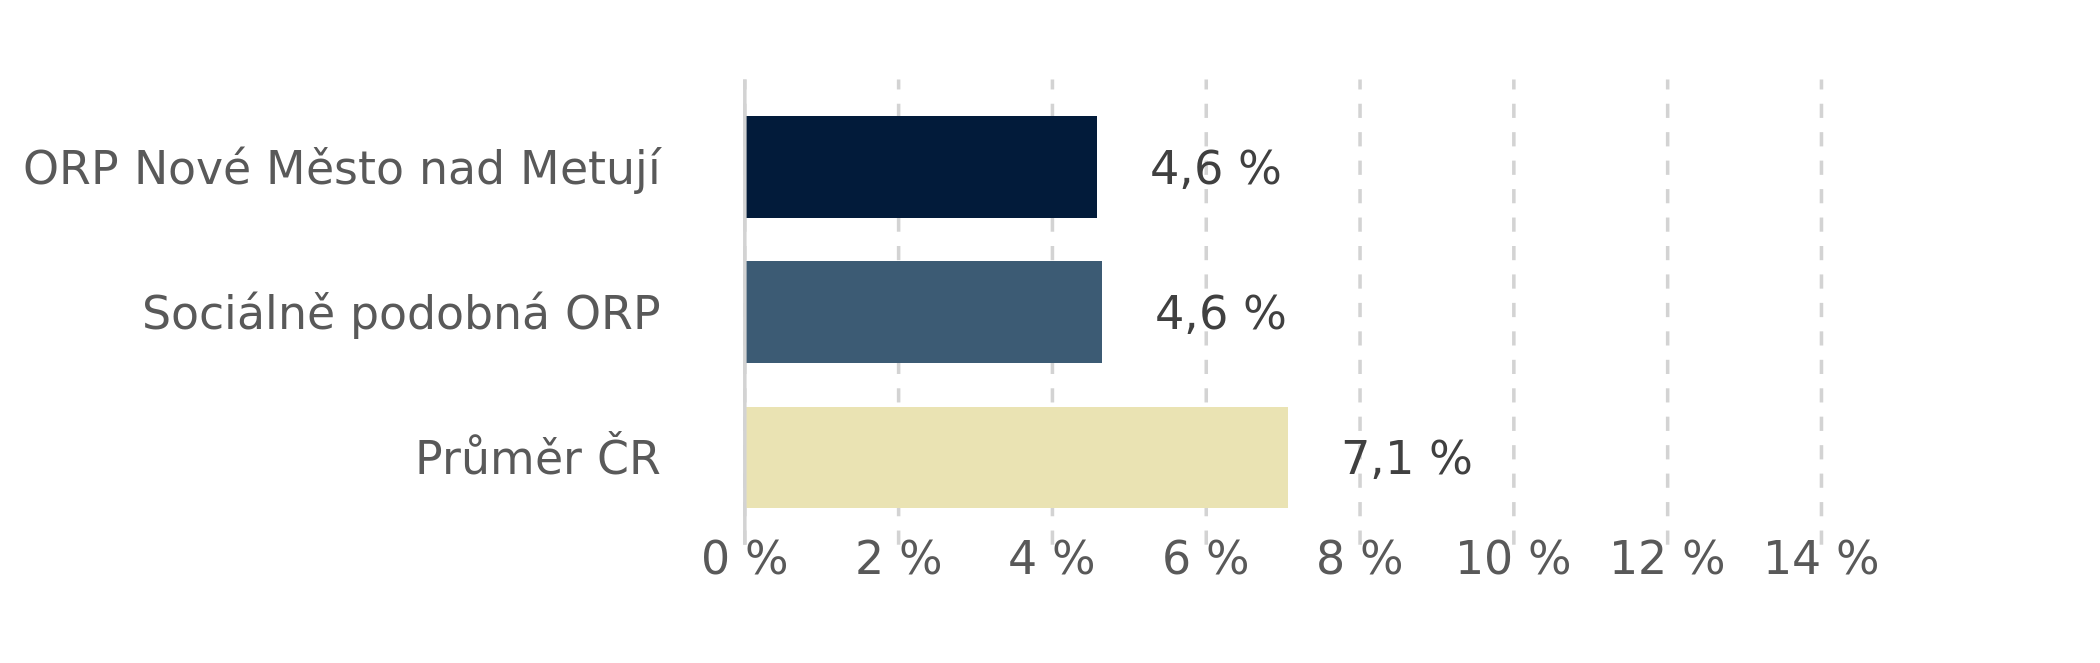 ORP Nové Město nad Metují
4,6 %
Sociálně podobná ORP
4,6 %
Průměr ČR
7,1 %
0 % 2 % 4 % 6 % 8 % 10 % 12 % 14 %